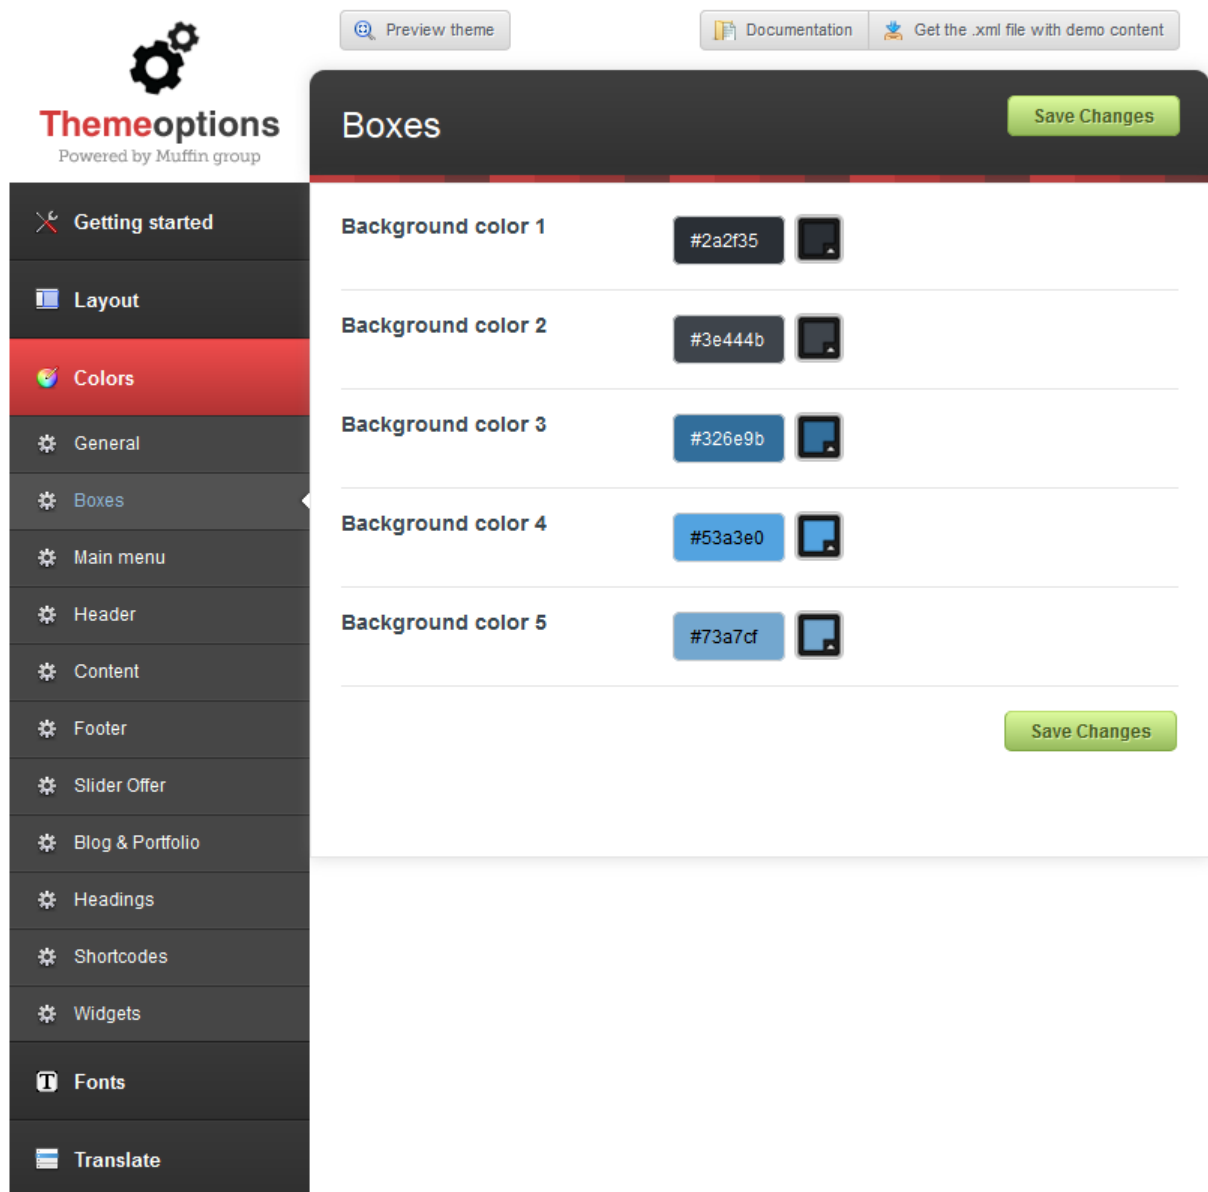 Preview theme
Documentation
Get the .xml file with demo content
Themeoptions
Powered by Muffin group
Boxes
Save Changes
Getting started
Layout
Colors
General
Boxes
Main menu
Header
Content
Footer
Slider Offer
Blog & Portfolio
Headings
Shortcodes
Widgets
Fonts
Translate
Background color 1
#2a2f35
Background color 2
#3e444b
Background color 3
#326e9b
Background color 4
#53a3e0
Background color 5
#73a7cf
Save Changes